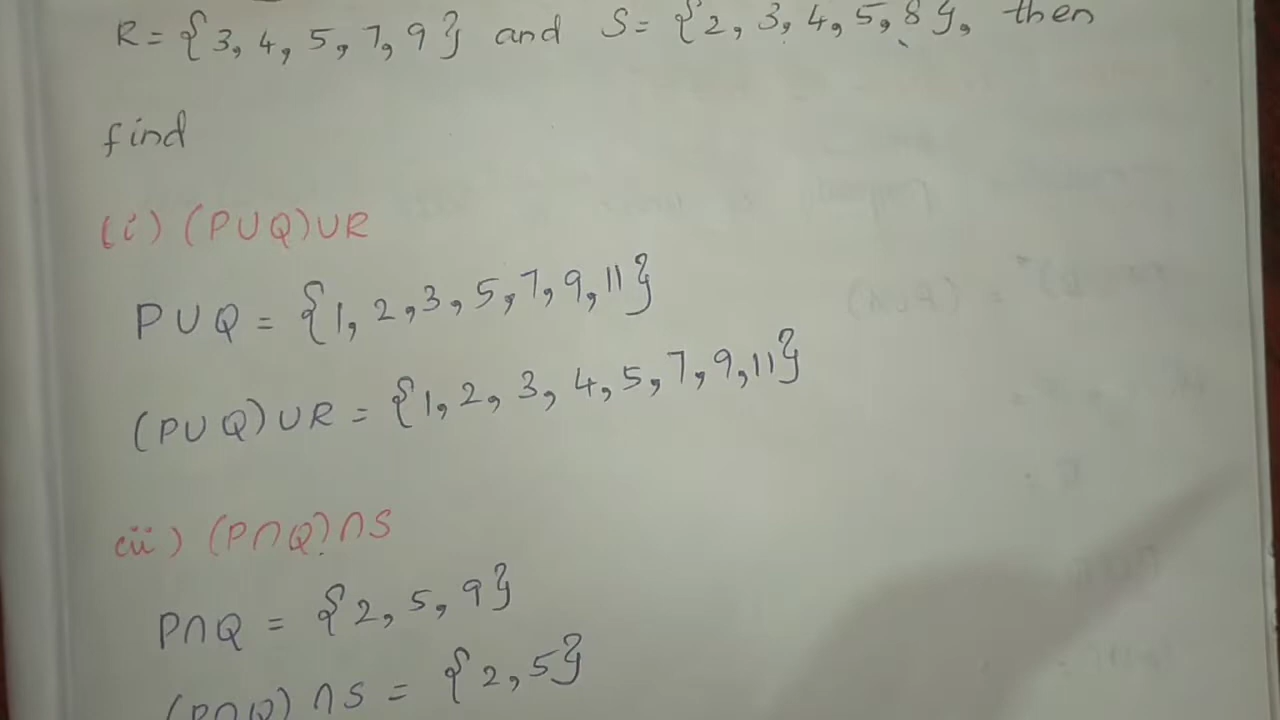 R = {3, 4, 5, 7, 9} and S = {2, 3, 4, 5, 8}, then
find
(i) (P∪Q)∪R
P∪Q = {1, 2, 3, 5, 7, 9, 11}
(P∪Q)∪R = {1, 2, 3, 4, 5, 7, 9, 11}
(ii) (P∩Q)∩S
P∩Q = {2, 5, 9}
(P∩Q)∩S = {2, 5}